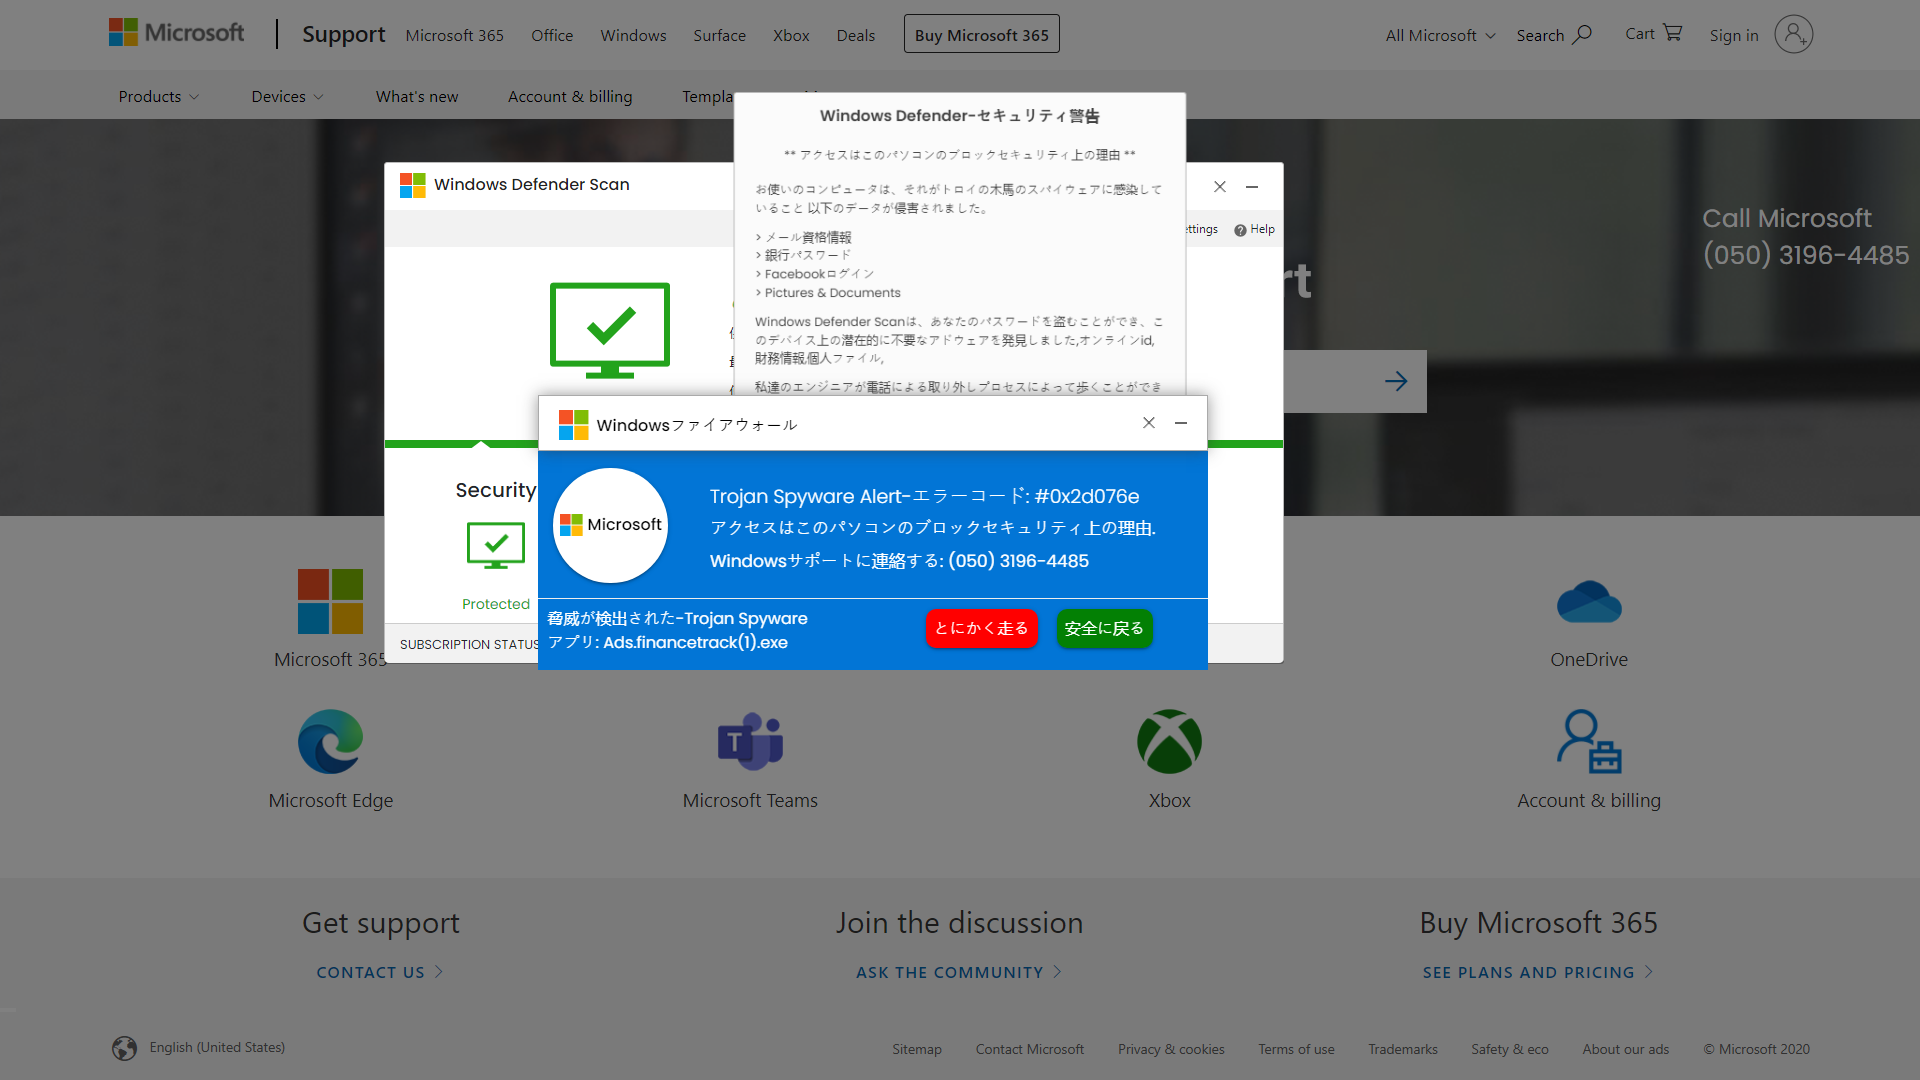 Microsoft
Support
Microsoft 365
Office
Windows
Surface
Xbox
Deals
Buy Microsoft 365
All Microsoft
Search
Cart
Sign in
Products
Devices
What's new
Account & billing
Windows Defender-セキュリティ警告
** アクセスはこのパソコンのブロックセキュリティ上の理由 **
お使いのコンピュータは、それがトロイの木馬のスパイウェアに感染して
いること 以下のデータが侵害されました。
> メール資格情報
> 銀行パスワード
> Facebookログイン
> Pictures & Documents
Windows Defender Scanは、あなたのパスワードを盗むことができ、こ
のデバイス上の潜在的に不要なアドウェアを発見しました,オンラインid,
財務情報,個人ファイル,
私達のエンジニアが電話による取り外しプロセスによって歩くことができ
Windows Defender Scan
Help
Call Microsoft
(050) 3196-4485
Windowsファイアウォール
Security
Protected
SUBSCRIPTION STATUS
Microsoft
Trojan Spyware Alert-エラーコード: #0x2d076e
アクセスはこのパソコンのブロックセキュリティ上の理由.
Windowsサポートに連絡する: (050) 3196-4485
脅威が検出された-Trojan Spyware
アプリ: Ads.financetrack(1).exe
とにかく走る
安全に戻る
Microsoft 365
OneDrive
Microsoft Edge
Microsoft Teams
Xbox
Account & billing
Get support
Join the discussion
Buy Microsoft 365
CONTACT US
ASK THE COMMUNITY
SEE PLANS AND PRICING
English (United States)
Sitemap
Contact Microsoft
Privacy & cookies
Terms of use
Trademarks
Safety & eco
About our ads
© Microsoft 2020